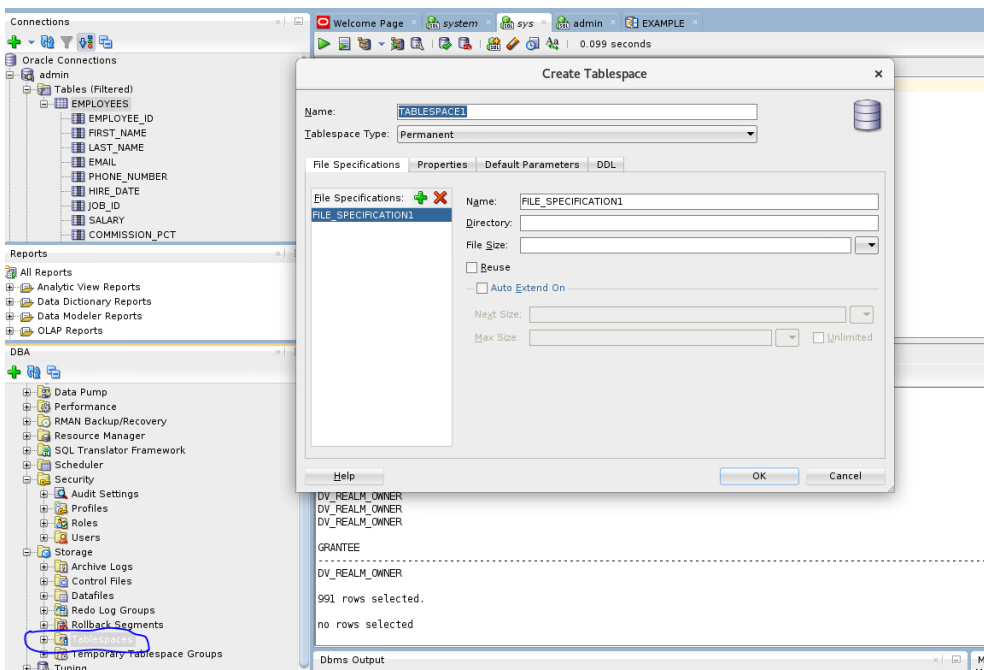 Connections
Oracle Connections
admin
Tables (Filtered)
EMPLOYEES
EMPLOYEE_ID
FIRST_NAME
LAST_NAME
EMAIL
PHONE_NUMBER
HIRE_DATE
JOB_ID
SALARY
COMMISSION_PCT
Reports
All Reports
Analytic View Reports
Data Dictionary Reports
Data Modeler Reports
OLAP Reports
DBA
Data Pump
Performance
RMAN Backup/Recovery
Resource Manager
SQL Translator Framework
Scheduler
Security
Audit Settings
Profiles
Roles
Users
Storage
Archive Logs
Control Files
Datafiles
Redo Log Groups
Rollback Segments
Tablespaces
Temporary Tablespace Groups
Tuning
Welcome Page system sys admin EXAMPLE
0.099 seconds
Create Tablespace
Name: TABLESPACE1
Tablespace Type: Permanent
File Specifications Properties Default Parameters DDL
File Specifications:
FILE_SPECIFICATION1
Name: FILE_SPECIFICATION1
Directory:
File Size:
Reuse
Auto Extend On
Next Size:
Max Size: Unlimited
Help OK Cancel
DV_REALM_OWNER
DV_REALM_OWNER
DV_REALM_OWNER
GRANTEE
--------------------------------------------------------------------------------
DV_REALM_OWNER
991 rows selected.
no rows selected
Dbms Output